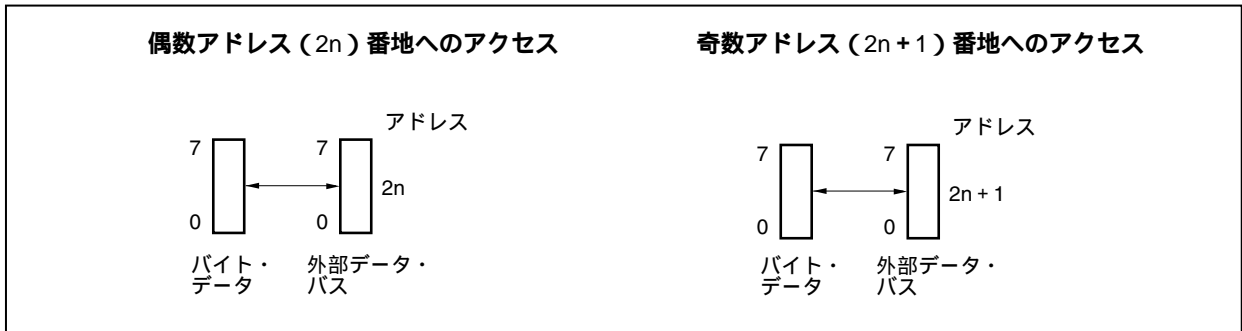 偶数アドレス（2n）番地へのアクセス
アドレス
7
7
2n
0
0
バイト・
データ
外部データ・
バス
奇数アドレス（2n＋1）番地へのアクセス
アドレス
7
7
2n + 1
0
0
バイト・
データ
外部データ・
バス